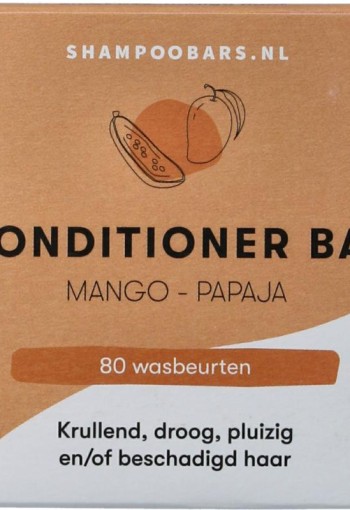 SHAMPOOBARS.NL
ONDITIONER BA
MANGO - PAPAJA
80 wasbeurten
Krullend, droog, pluizig
en/of beschadigd haar